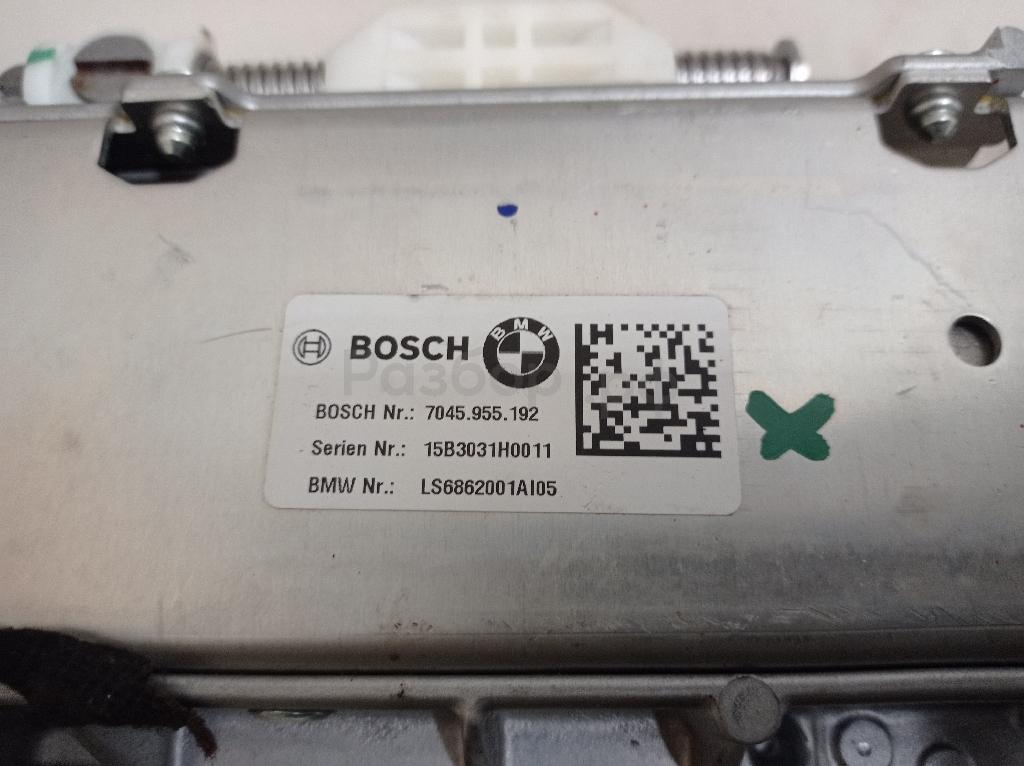 BOSCH BMW
BOSCH Nr.: 7045.955.192
Serien Nr.: 15B3031H0011
BMW Nr.: LS6862001AI05